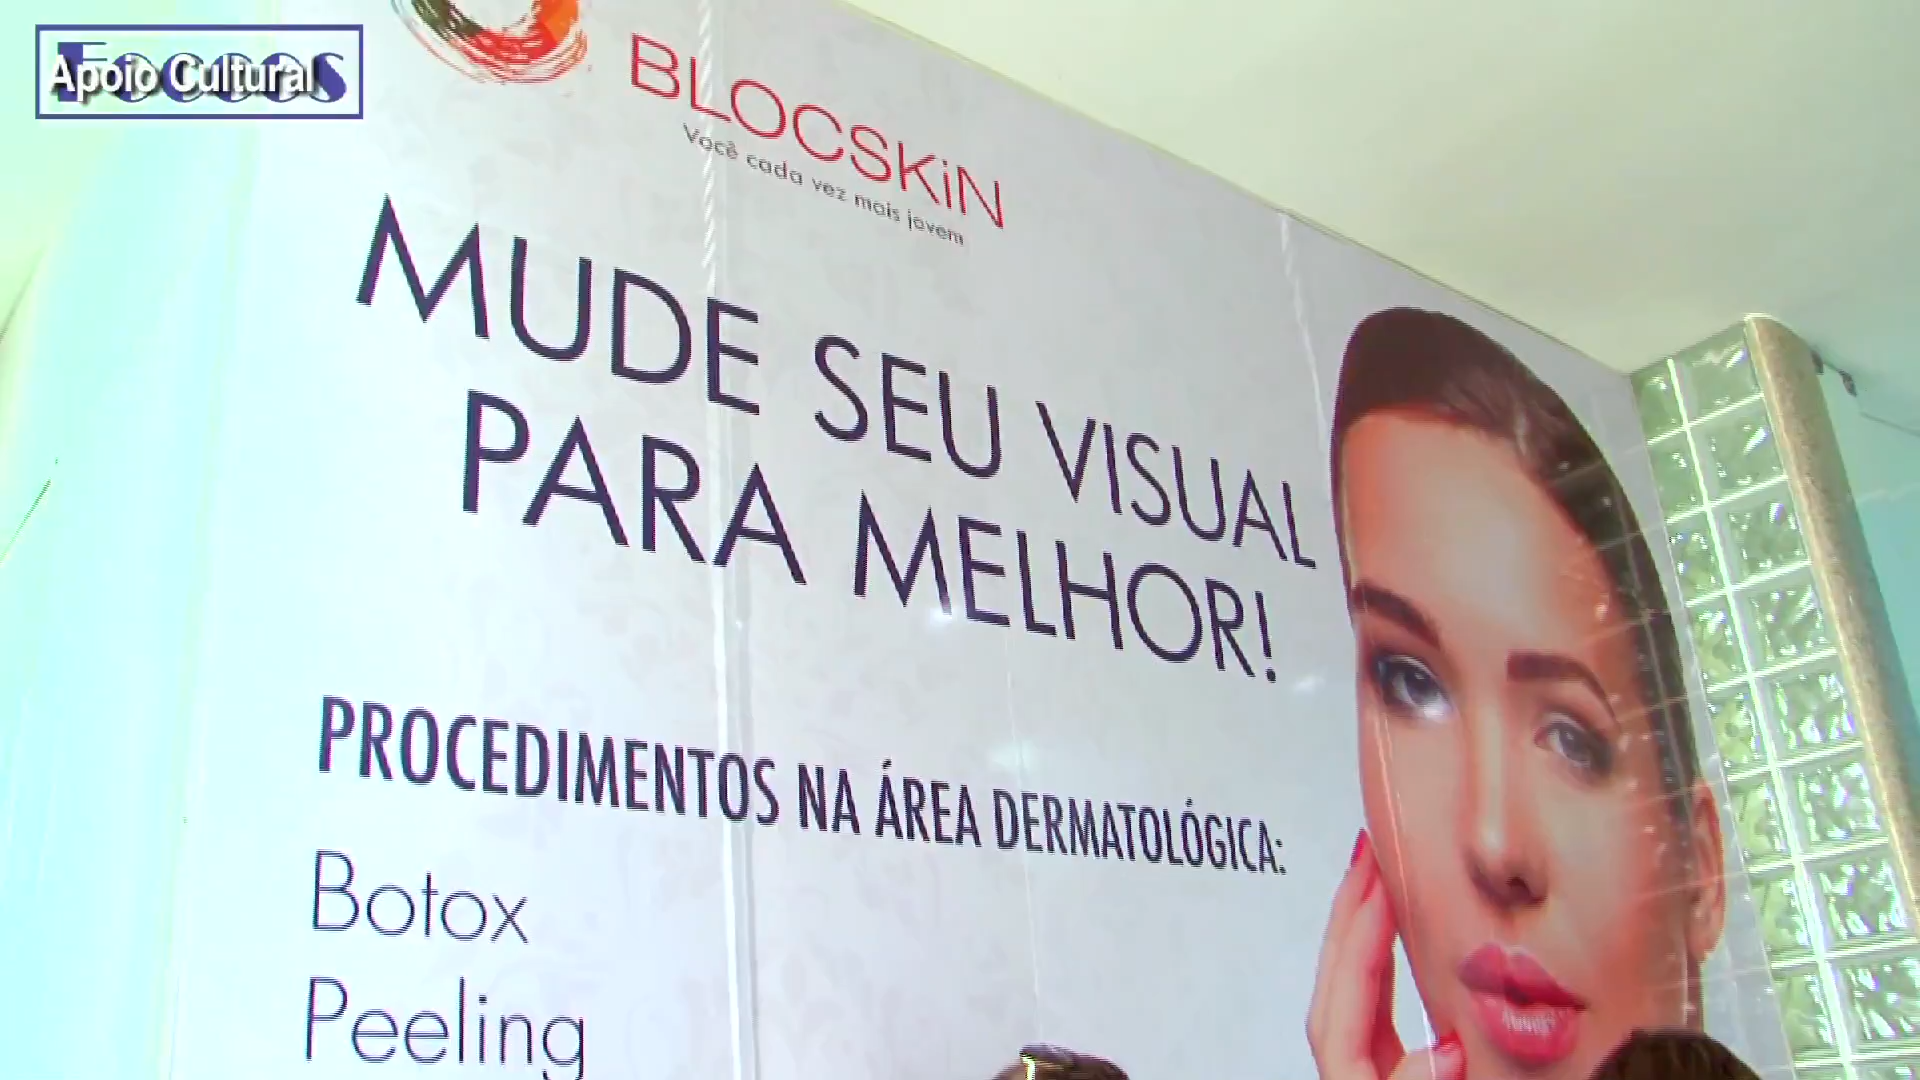 Focoos
Apoio Cultural
BLOCSKiN
Você cada vez mais jovem
MUDE SEU VISUAL
PARA MELHOR!
PROCEDIMENTOS NA ÁREA DERMATOLÓGICA:
Botox
Peeling